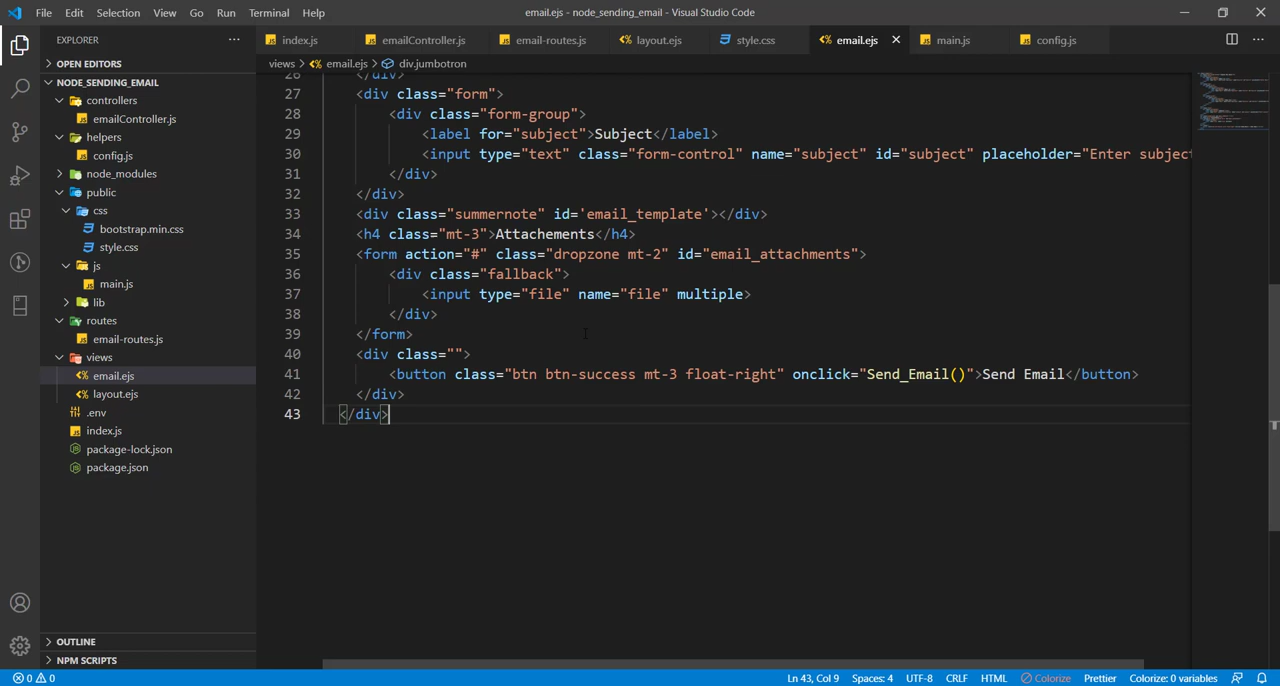 File Edit Selection View Go Run Terminal Help
email.ejs - node_sending_email - Visual Studio Code
EXPLORER
index.js emailController.js email-routes.js layout.ejs style.css email.ejs main.js config.js
OPEN EDITORS
NODE_SENDING_EMAIL
controllers
emailController.js
helpers
config.js
node_modules
public
css
bootstrap.min.css
style.css
js
main.js
lib
routes
email-routes.js
views
email.ejs
layout.ejs
.env
index.js
package-lock.json
package.json
OUTLINE
NPM SCRIPTS
views > email.ejs > div.jumbotron
26 </div>
27 <div class="form">
28 <div class="form-group">
29 <label for="subject">Subject</label>
30 <input type="text" class="form-control" name="subject" id="subject" placeholder="Enter subject
31 </div>
32 </div>
33 <div class="summernote" id='email_template'></div>
34 <h4 class="mt-3">Attachements</h4>
35 <form action="#" class="dropzone mt-2" id="email_attachments">
36 <div class="fallback">
37 <input type="file" name="file" multiple>
38 </div>
39 </form>
40 <div class="">
41 <button class="btn btn-success mt-3 float-right" onclick="Send_Email()">Send Email</button>
42 </div>
43 </div>
0 0
Ln 43, Col 9 Spaces: 4 UTF-8 CRLF HTML Colorize Prettier Colorize: 0 variables